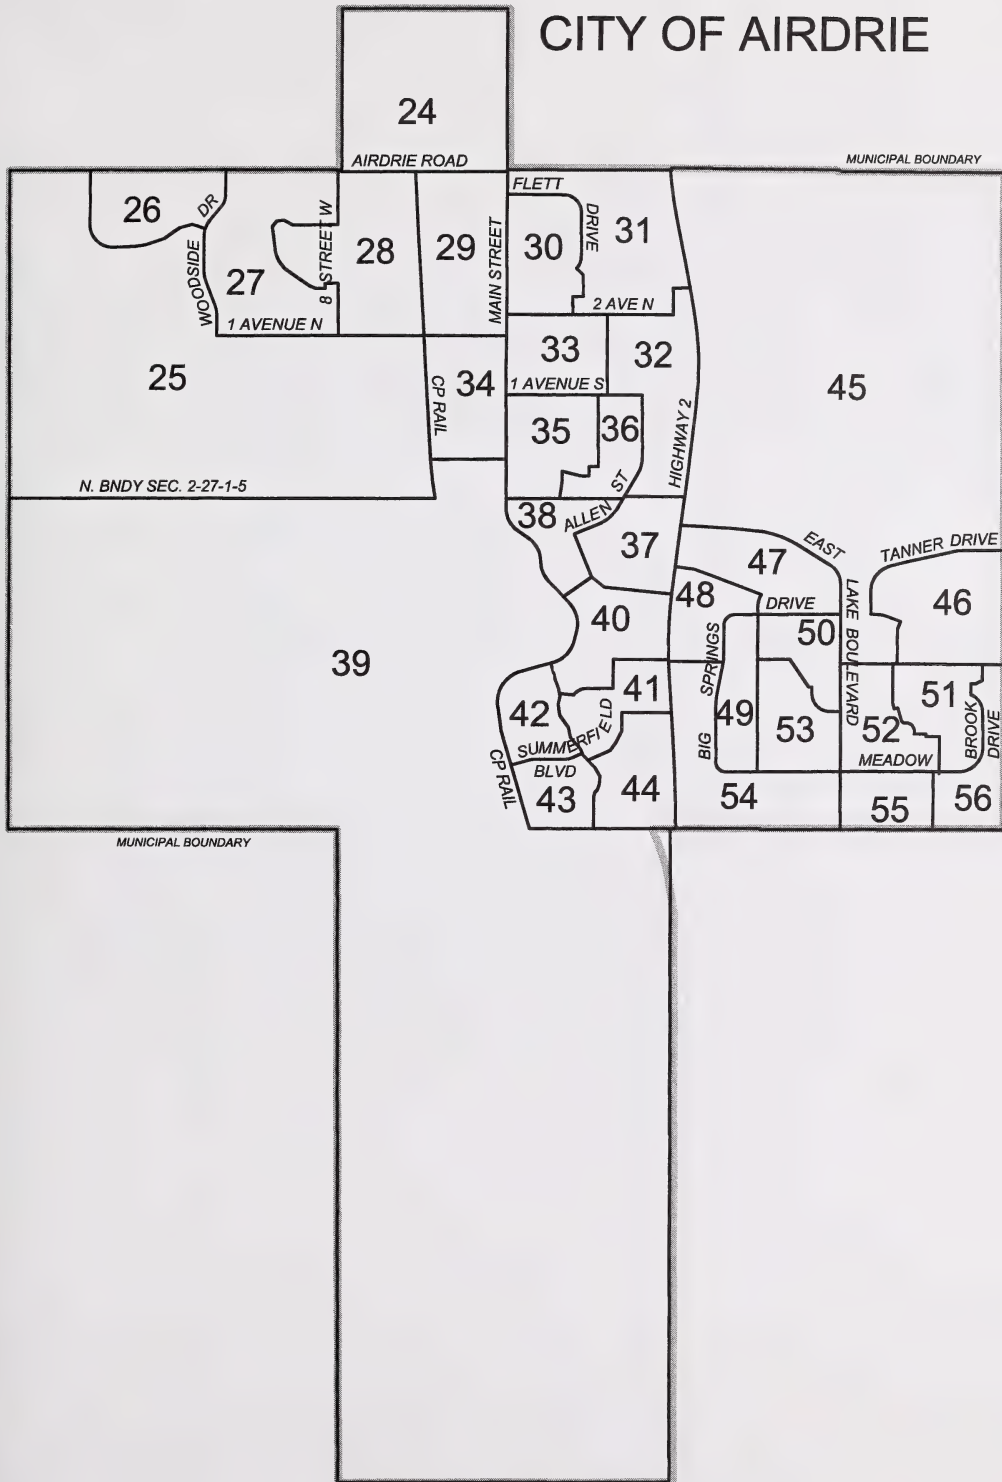 CITY OF AIRDRIE
24
AIRDRIE ROAD
MUNICIPAL BOUNDARY
26
WOODSIDE DR
27
8 STREET W
28
29
MAIN STREET
FLETT DRIVE
30
31
1 AVENUE N
2 AVE N
25
CP RAIL
34
33
32
1 AVENUE S
35
36
HIGHWAY 2
45
N. BNDY SEC. 2-27-1-5
38
ALLEN ST
37
47
EAST LAKE BOULEVARD
TANNER DRIVE
46
48
BIG SPRINGS DRIVE
50
40
39
41
42
SUMMERFIELD BLVD
49
53
52
51
BROOK DRIVE
MEADOW
CP RAIL
43
44
54
55
56
MUNICIPAL BOUNDARY